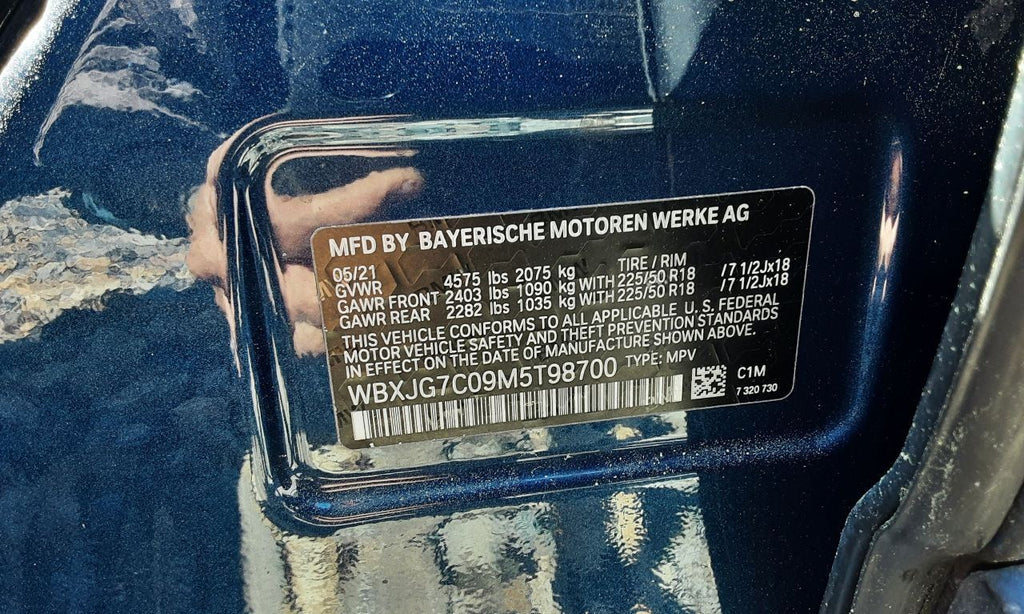 MFD BY BAYERISCHE MOTOREN WERKE AG
05/21 TIRE / RIM
GVWR 4575 lbs 2075 kg
GAWR FRONT 2403 lbs 1090 kg WITH 225/50 R18 /7 1/2Jx18
GAWR REAR 2282 lbs 1035 kg WITH 225/50 R18 /7 1/2Jx18
THIS VEHICLE CONFORMS TO ALL APPLICABLE U.S. FEDERAL
MOTOR VEHICLE SAFETY AND THEFT PREVENTION STANDARDS
IN EFFECT ON THE DATE OF MANUFACTURE SHOWN ABOVE.
WBXJG7C09M5T98700 TYPE: MPV
C1M
7 320 730